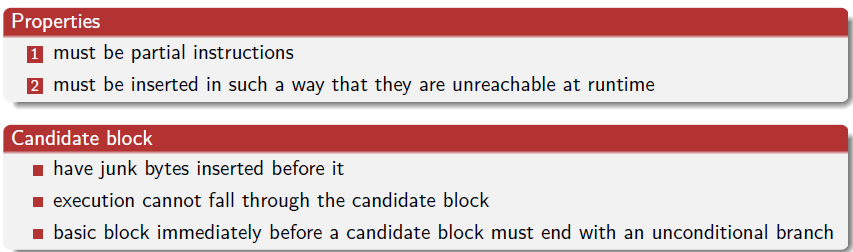 Properties
1 must be partial instructions
2 must be inserted in such a way that they are unreachable at runtime
Candidate block
have junk bytes inserted before it
execution cannot fall through the candidate block
basic block immediately before a candidate block must end with an unconditional branch